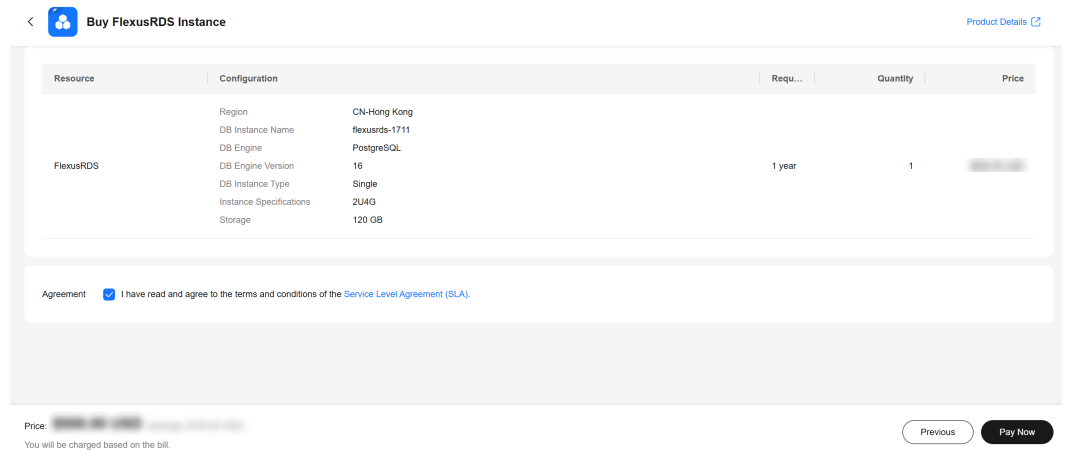 Buy FlexusRDS Instance
Product Details
Resource Configuration Requ... Quantity Price
Region CN-Hong Kong
DB Instance Name flexusrds-1711
DB Engine PostgreSQL
FlexusRDS DB Engine Version 16 1 year 1
DB Instance Type Single
Instance Specifications 2U4G
Storage 120 GB
Agreement I have read and agree to the terms and conditions of the Service Level Agreement (SLA).
Price:
You will be charged based on the bill.
Previous Pay Now